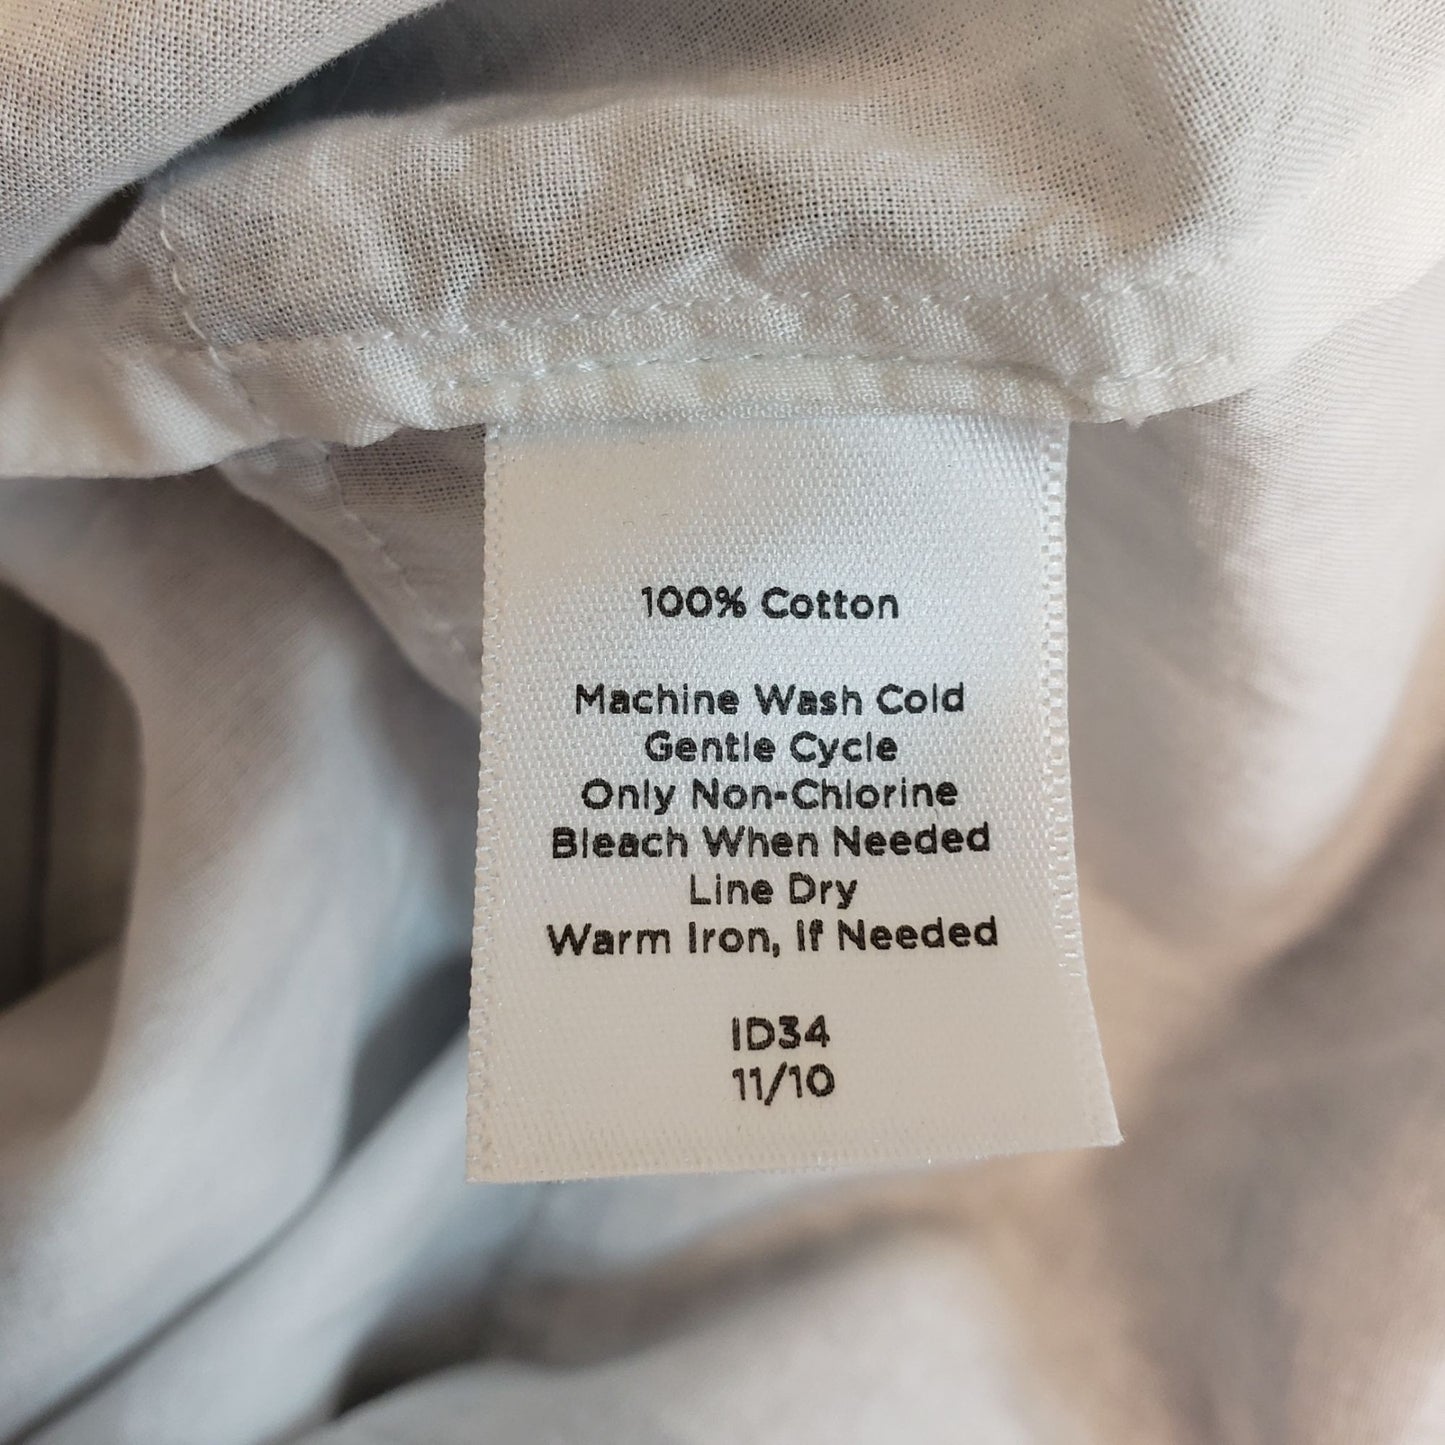 100% Cotton
Machine Wash Cold
Gentle Cycle
Only Non-Chlorine
Bleach When Needed
Line Dry
Warm Iron, If Needed
ID34
11/10